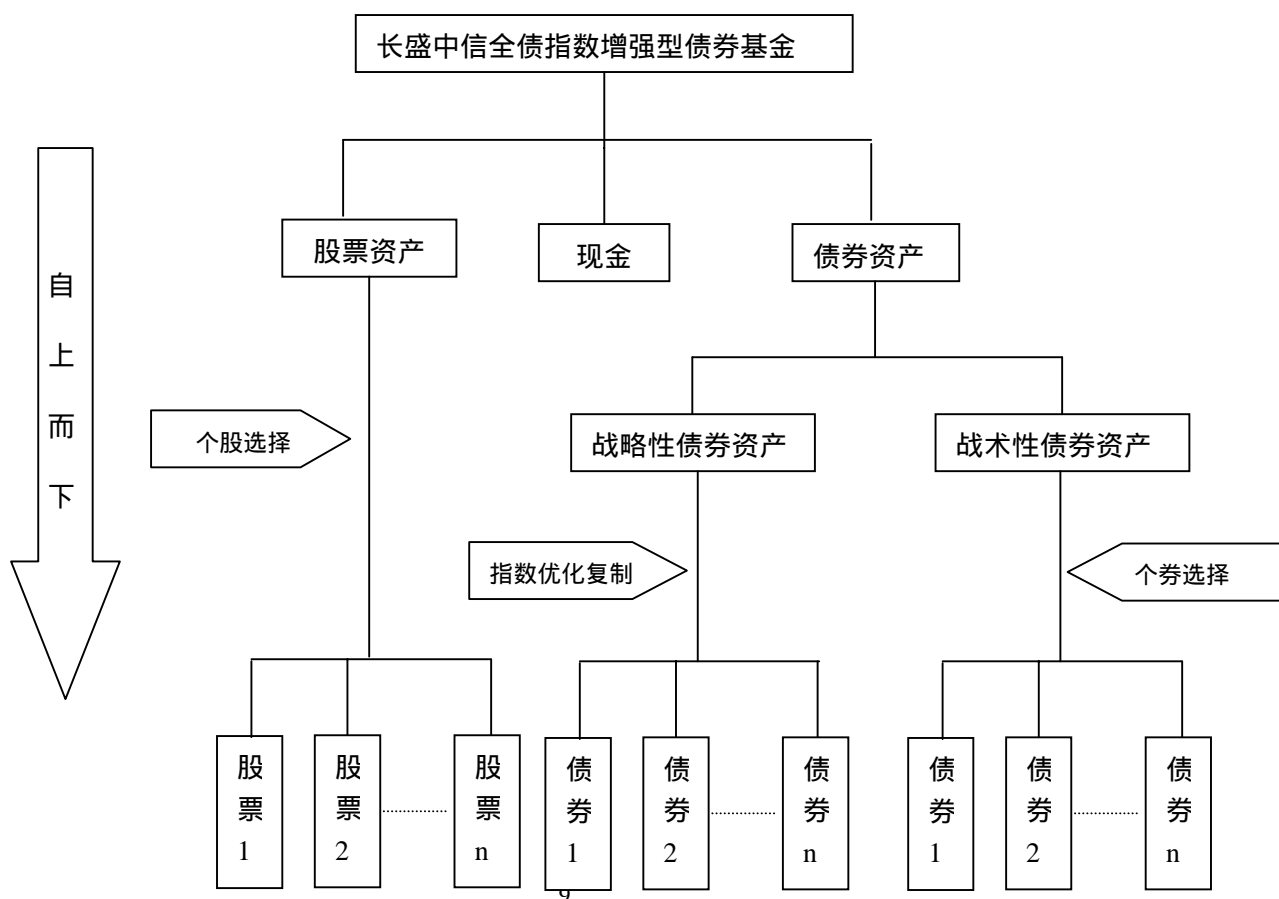 长盛中信全债指数增强型债券基金
自
上
而
下
股票资产
现金
债券资产
个股选择
战略性债券资产
战术性债券资产
指数优化复制
个券选择
股
票
1
股
票
2
股
票
n
债
券
1
债
券
2
债
券
n
债
券
1
债
券
2
债
券
n
9